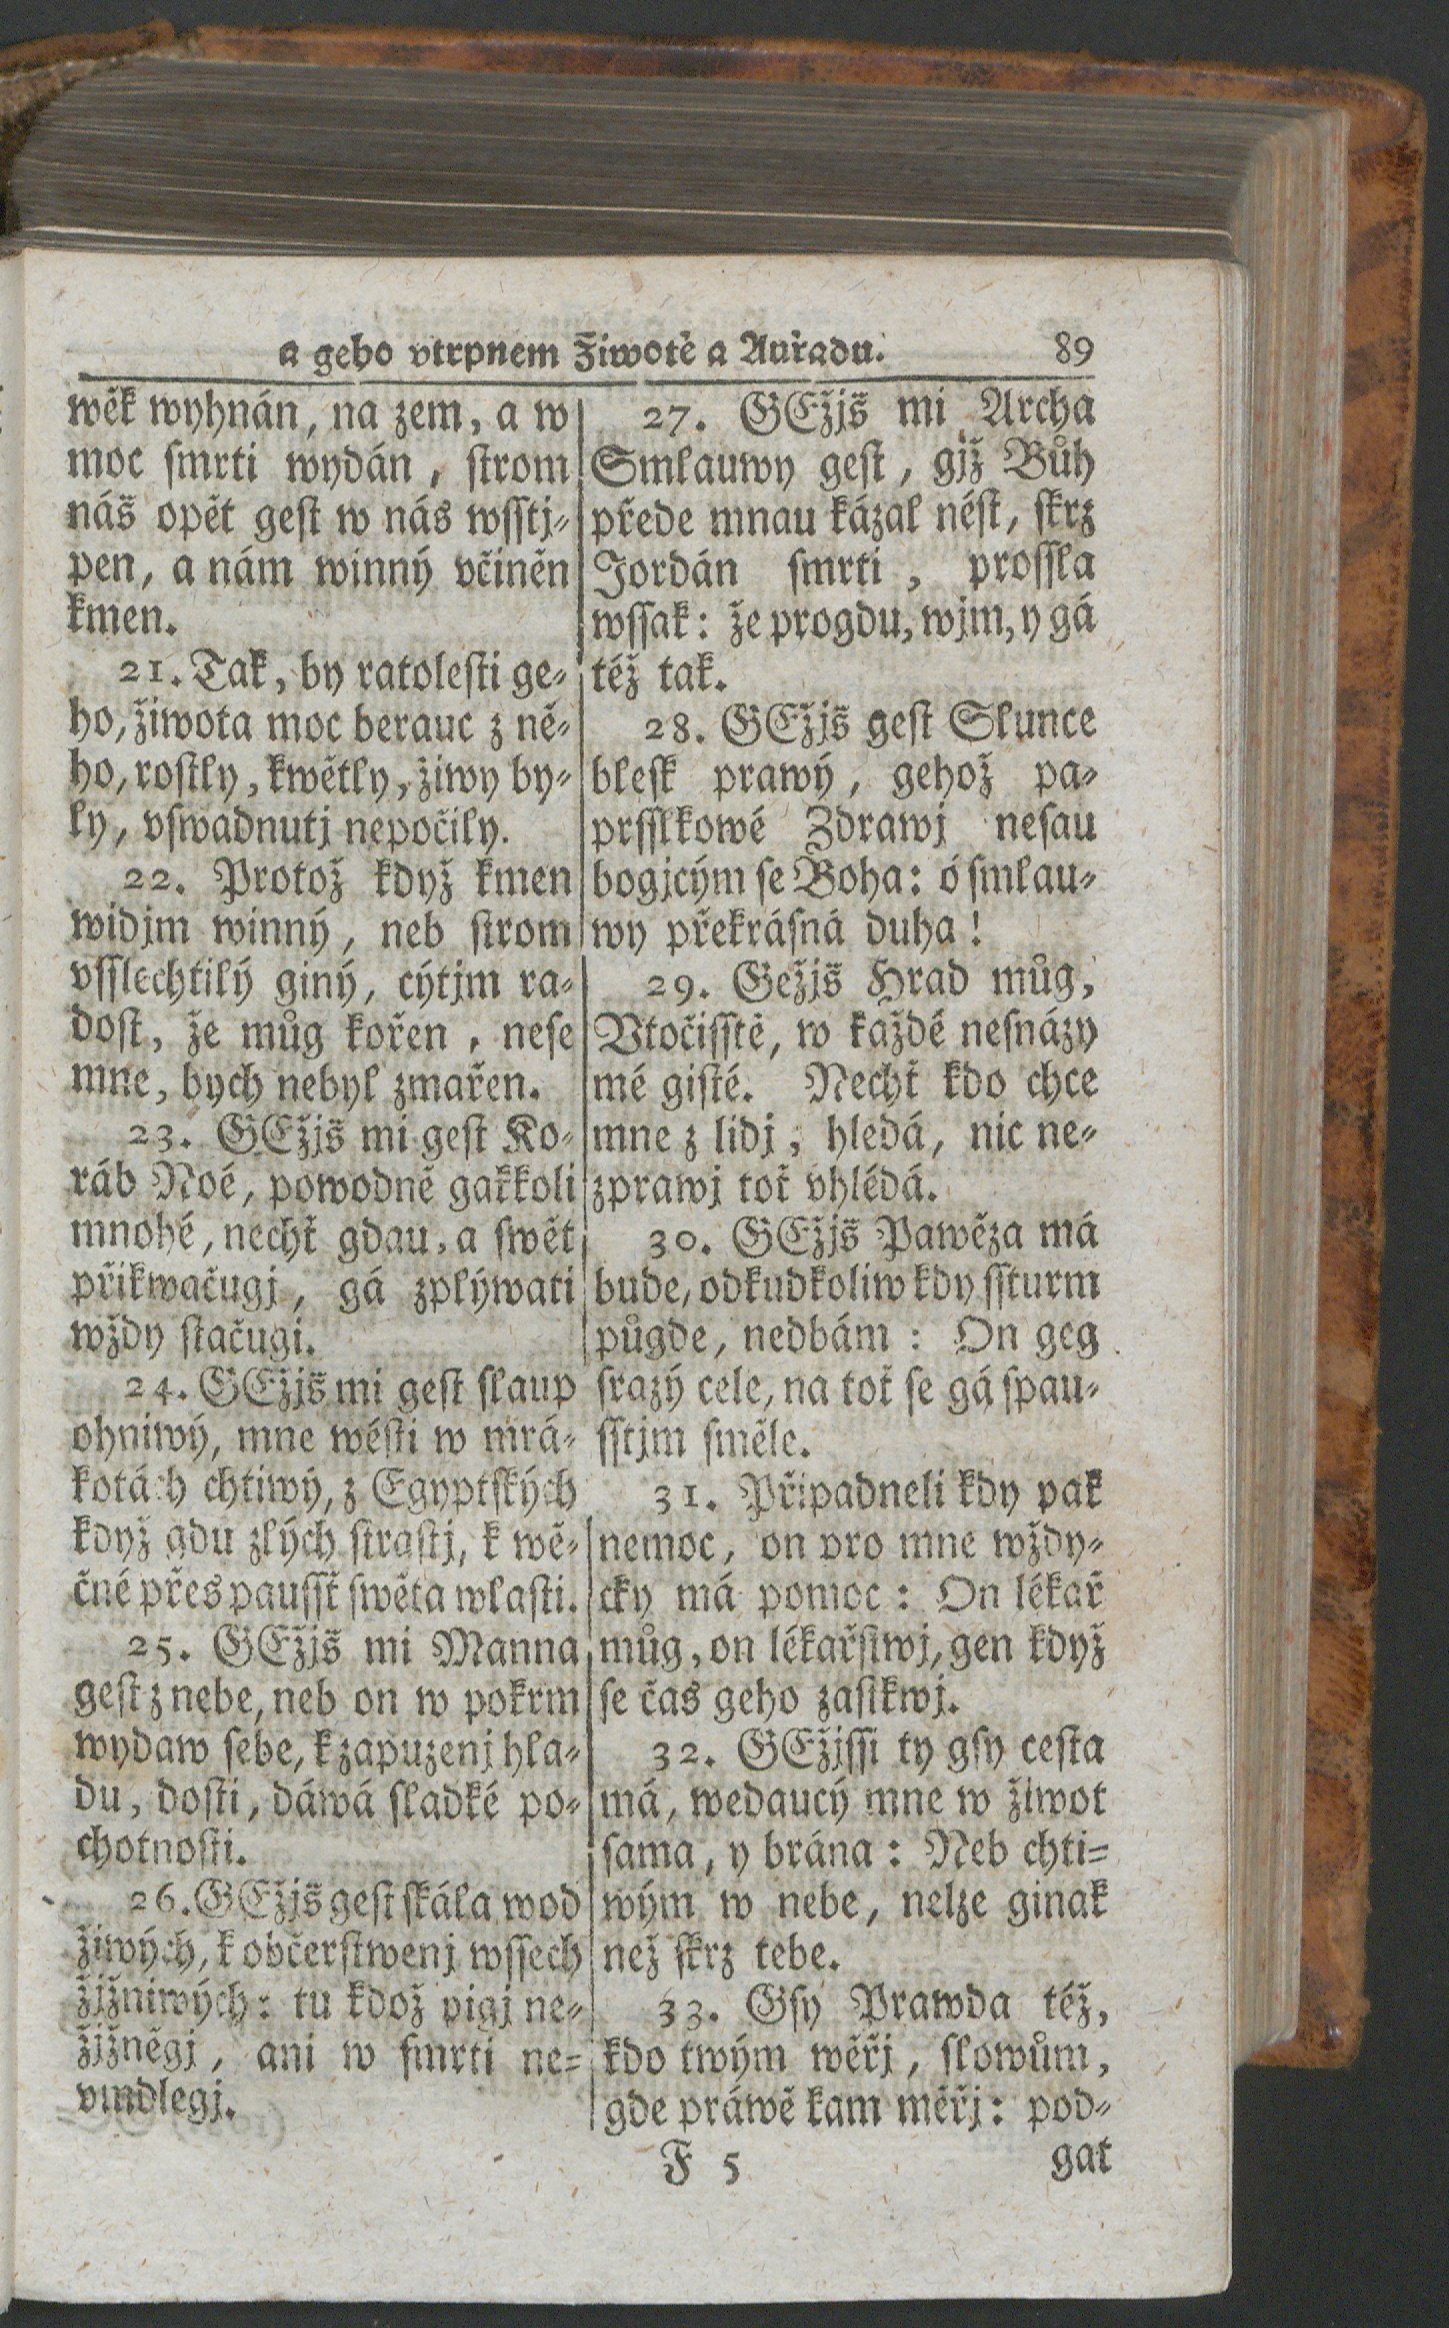 a geho vtrpnem Žiwotě a Auřadu. 89
wěk wyhnán, na zem, a w
moc smrti wydán, strom
náš opět gest w nás wsstj-
pen, a nám winný včiněn
kmen.
21. Tak, by ratolesti ge-
ho, žiwota moc berauc z ně-
ho, rostly, kwětly, žiwy by-
ly, vswadnutj nepočily.
22. Protož když kmen
widjm winný, neb strom
vsslechtilý giný, cýtjm ra-
dost, že můg kořen, nese
mne, bych nebyl zmařen.
23. GEžjš mi gest Ko-
ráb Noé, powodně gaťkoli
mnohé, nechť gdau, a swět
přikwačugj, gá zplýwati
wždy stačugi.
24. GEžjš mi gest slaup
ohniwý, mne wésti w mrá-
kotách chtiwý, z Egyptských
když gdu zlých strastj, k wě-
čné přes paussť swěta wlasti.
25. GEžjš mi Manna
gest z nebe, neb on w pokrm
wydaw sebe, k zapuzenj hla-
du, dosti, dáwá sladké po-
chotnosti.
26. GEžjš gest skála wod
žiwých, k občerstwenj wssech
žjžniwých: tu kdož pigj ne-
žjžněgj, ani w smrti ne-
vmdlegj.
27. GEžjš mi Archa
Smlauwy gest, gjž Bůh
přede mnau kázal nést, skrz
Jordán smrti, prossla
wssak: že progdu, wjm, y gá
též tak.
28. GEžjš gest Slunce
blesk prawý, gehož pa-
prsslkowé Zdrawj nesau
bogjcým se Boha: ó smlau-
wy překrásná duha!
29. Gežjš Hrad můg,
Vtočisstě, w každé nesnázy
mé gisté. Nechť kdo chce
mne z lidj, hledá, nic ne-
zprawj toť vhlédá.
30. GEžjš Pawěza má
bude, odkudkoliw kdy ssturm
půgde, nedbám: On geg
srazý cele, na toť se gá spau-
sstjm směle.
31. Připadneli kdy pak
nemoc, on pro mne wždy-
cky má pomoc: On lékař
můg, on lékařstwj, gen když
se čas geho zastkwj.
32. GEžjssi ty gsy cesta
má, wedaucý mne w žiwot
sama, y brána: Neb chti-
wým w nebe, nelze ginak
než skrz tebe.
33. Gsy Prawda též,
kdo twým wěřj, slowům,
gde práwě kam měřj: pod-
F 5 gat